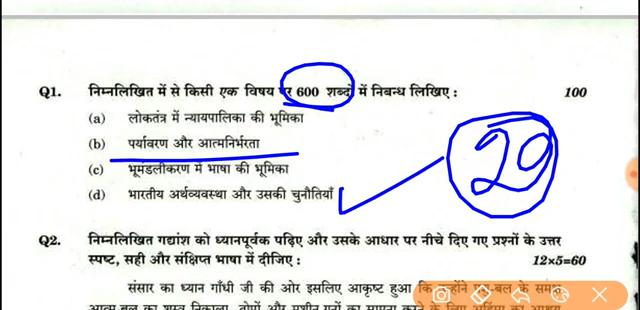 Q1. निम्नलिखित में से किसी एक विषय पर 600 शब्दों में निबन्ध लिखिए : 100
(a) लोकतंत्र में न्यायपालिका की भूमिका
(b) पर्यावरण और आत्मनिर्भरता
(c) भूमंडलीकरण में भाषा की भूमिका
(d) भारतीय अर्थव्यवस्था और उसकी चुनौतियाँ
29
Q2. निम्नलिखित गद्यांश को ध्यानपूर्वक पढ़िए और उसके आधार पर नीचे दिए गए प्रश्नों के उत्तर
स्पष्ट, सही और संक्षिप्त भाषा में दीजिए : 12×5=60
संसार का ध्यान गाँधी जी की ओर इसलिए आकृष्ट हुआ कि